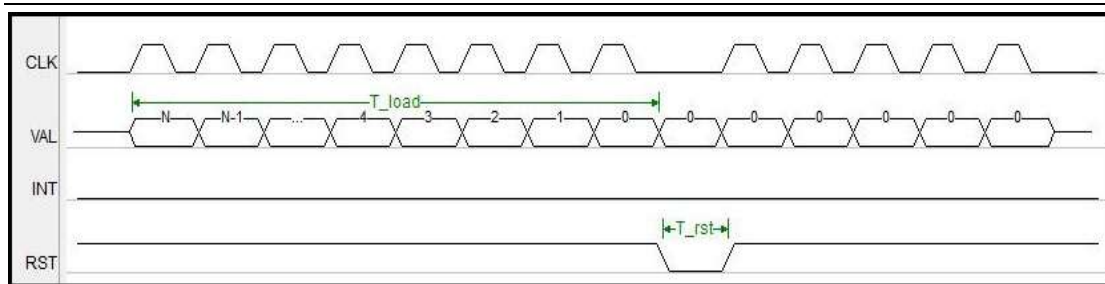 CLK
T_load
VAL N N-1 ... 4 3 2 1 0 0 0 0 0 0 0
INT
T_rst
RST